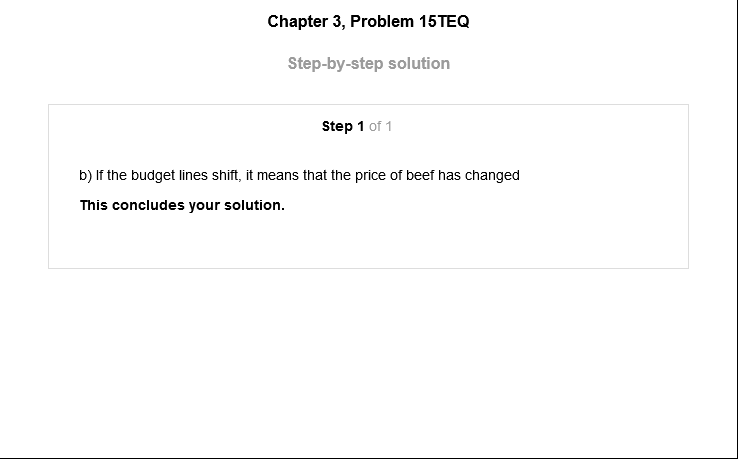 Chapter 3, Problem 15TEQ
Step-by-step solution
Step 1 of 1
b) If the budget lines shift, it means that the price of beef has changed
This concludes your solution.